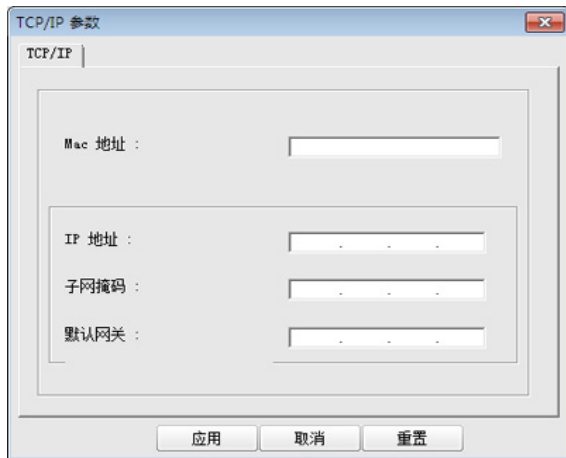 TCP/IP 参数
TCP/IP
Mac 地址 :
IP 地址 :
. . .
子网掩码 :
. . .
默认网关 :
. . .
应用 取消 重置